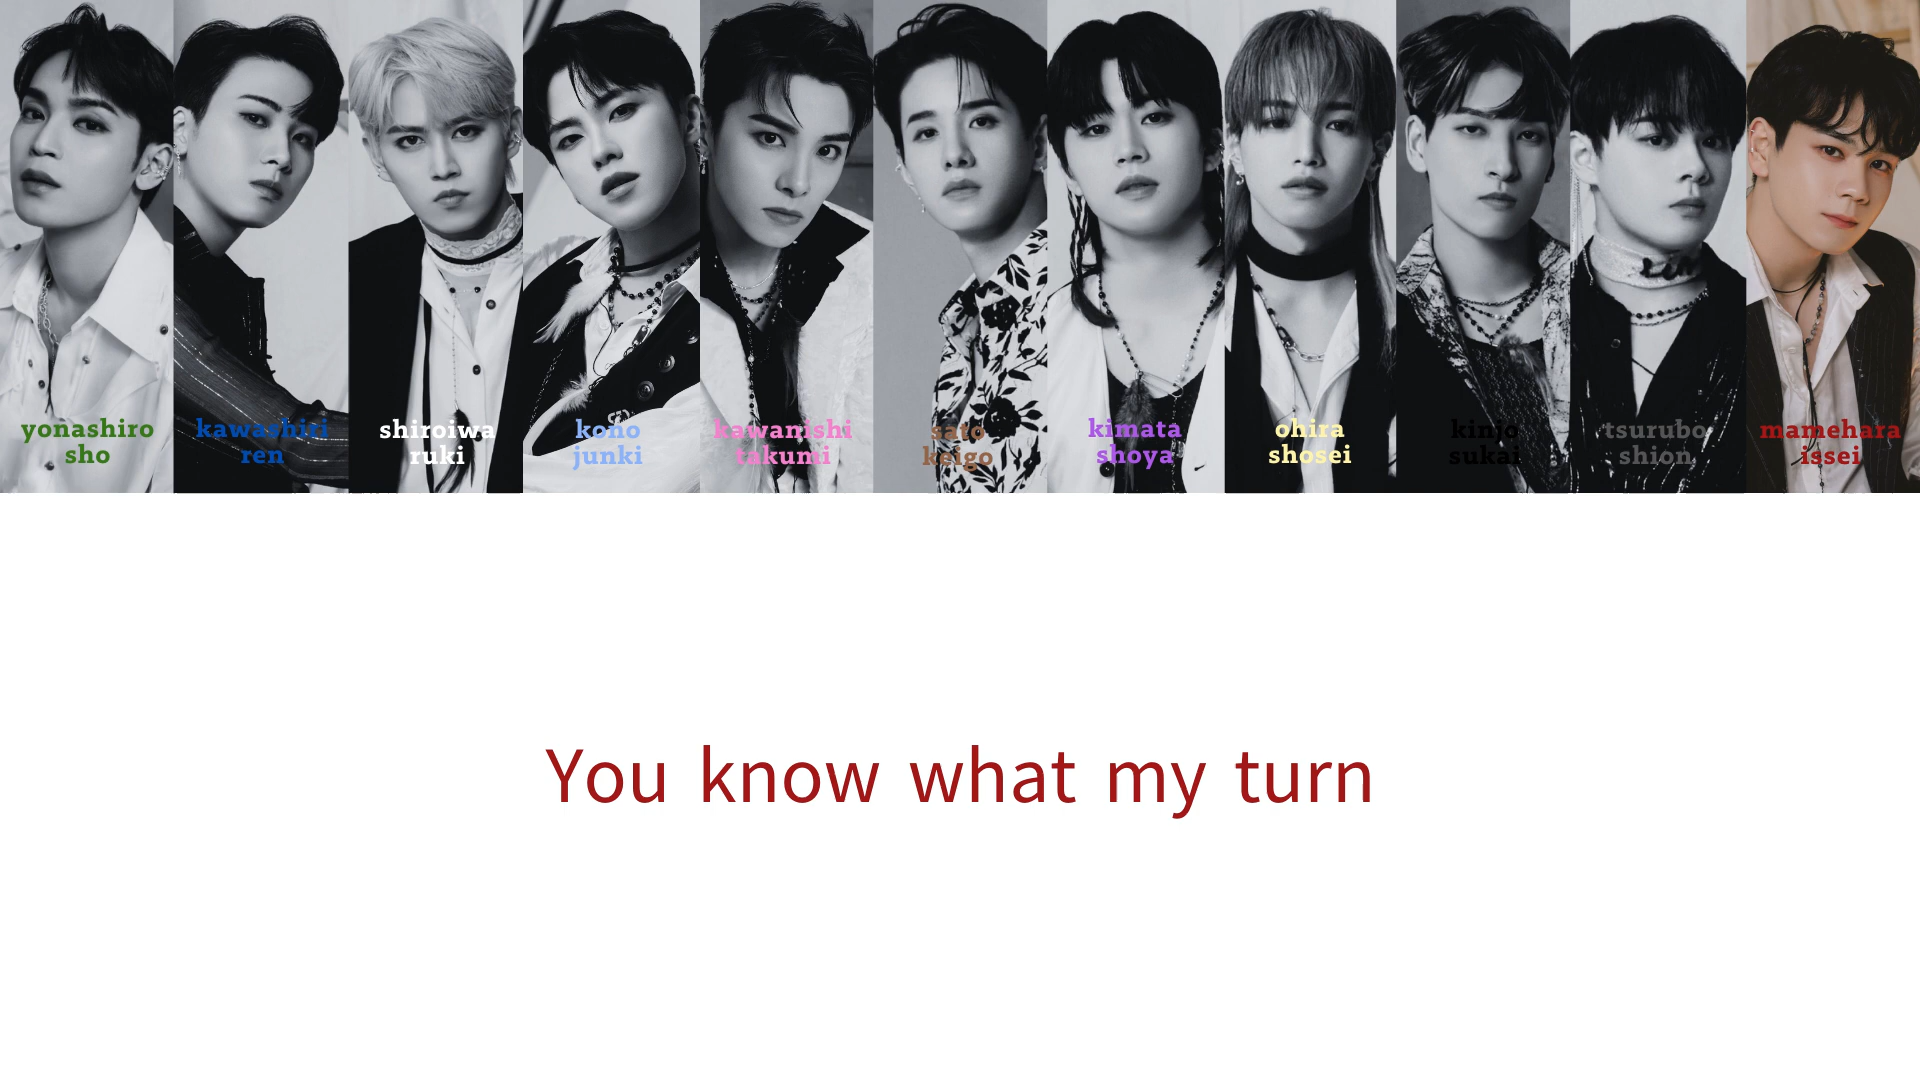 yonashiro
sho
kawashiri
ren
shiroiwa
ruki
kono
junki
kawanishi
takumi
sato
keigo
kimata
shoya
ohira
shosei
kinjo
sukai
tsurubo
shion
mamehara
issei
You know what my turn